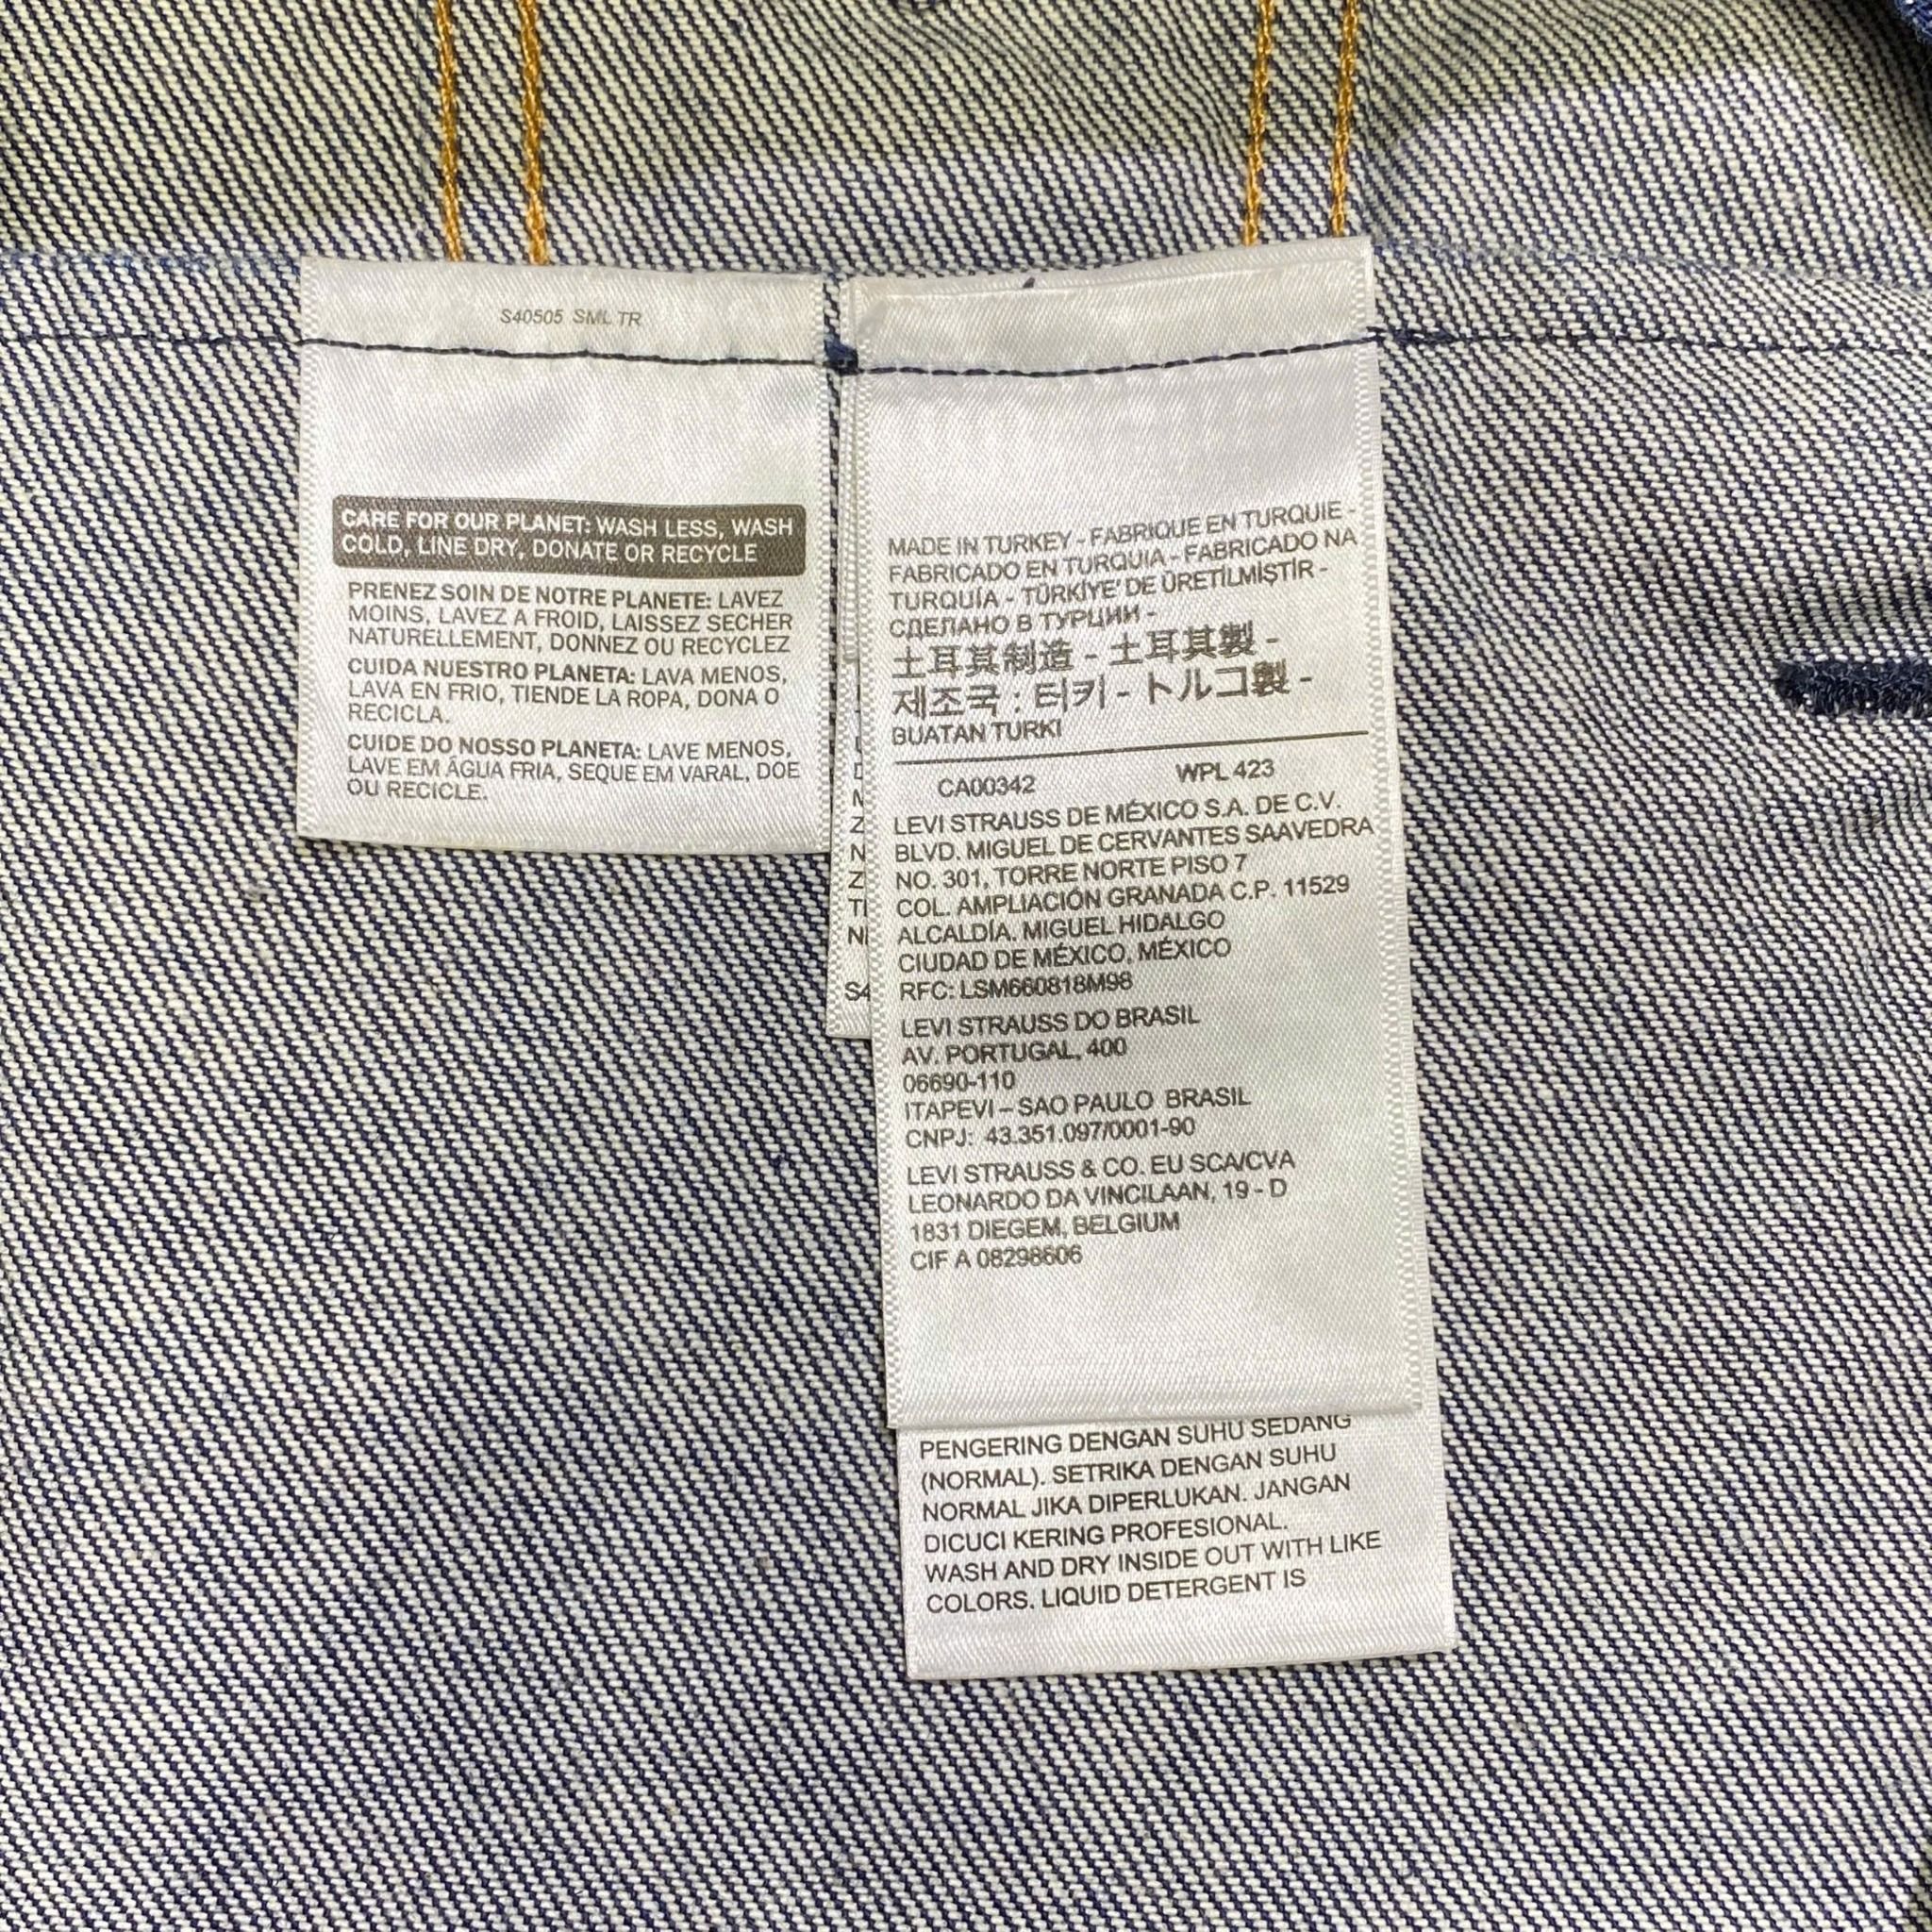 S40505 SML TR
CARE FOR OUR PLANET: WASH LESS, WASH
COLD, LINE DRY, DONATE OR RECYCLE
PRENEZ SOIN DE NOTRE PLANETE: LAVEZ
MOINS, LAVEZ A FROID, LAISSEZ SECHER
NATURELLEMENT, DONNEZ OU RECYCLEZ
CUIDA NUESTRO PLANETA: LAVA MENOS,
LAVA EN FRIO, TIENDE LA ROPA, DONA O
RECICLA.
CUIDE DO NOSSO PLANETA: LAVE MENOS,
LAVE EM ÁGUA FRIA, SEQUE EM VARAL, DOE
OU RECICLE.
MADE IN TURKEY - FABRIQUE EN TURQUIE -
FABRICADO EN TURQUIA - FABRICADO NA
TURQUÍA - TÜRKİYE' DE ÜRETİLMİŞTİR -
СДЕЛАНО В ТУРЦИИ -
土耳其制造 - 土耳其製 -
제조국 : 터키 - トルコ製 -
BUATAN TURKI
CA00342 WPL 423
LEVI STRAUSS DE MÉXICO S.A. DE C.V.
BLVD. MIGUEL DE CERVANTES SAAVEDRA
NO. 301, TORRE NORTE PISO 7
COL. AMPLIACIÓN GRANADA C.P. 11529
ALCALDÍA. MIGUEL HIDALGO
CIUDAD DE MÉXICO, MÉXICO
RFC: LSM660818M98
LEVI STRAUSS DO BRASIL
AV. PORTUGAL, 400
06690-110
ITAPEVI – SAO PAULO BRASIL
CNPJ: 43.351.097/0001-90
LEVI STRAUSS & CO. EU SCA/CVA
LEONARDO DA VINCILAAN, 19 - D
1831 DIEGEM, BELGIUM
CIF A 08298606
PENGERING DENGAN SUHU SEDANG
(NORMAL). SETRIKA DENGAN SUHU
NORMAL JIKA DIPERLUKAN. JANGAN
DICUCI KERING PROFESIONAL.
WASH AND DRY INSIDE OUT WITH LIKE
COLORS. LIQUID DETERGENT IS